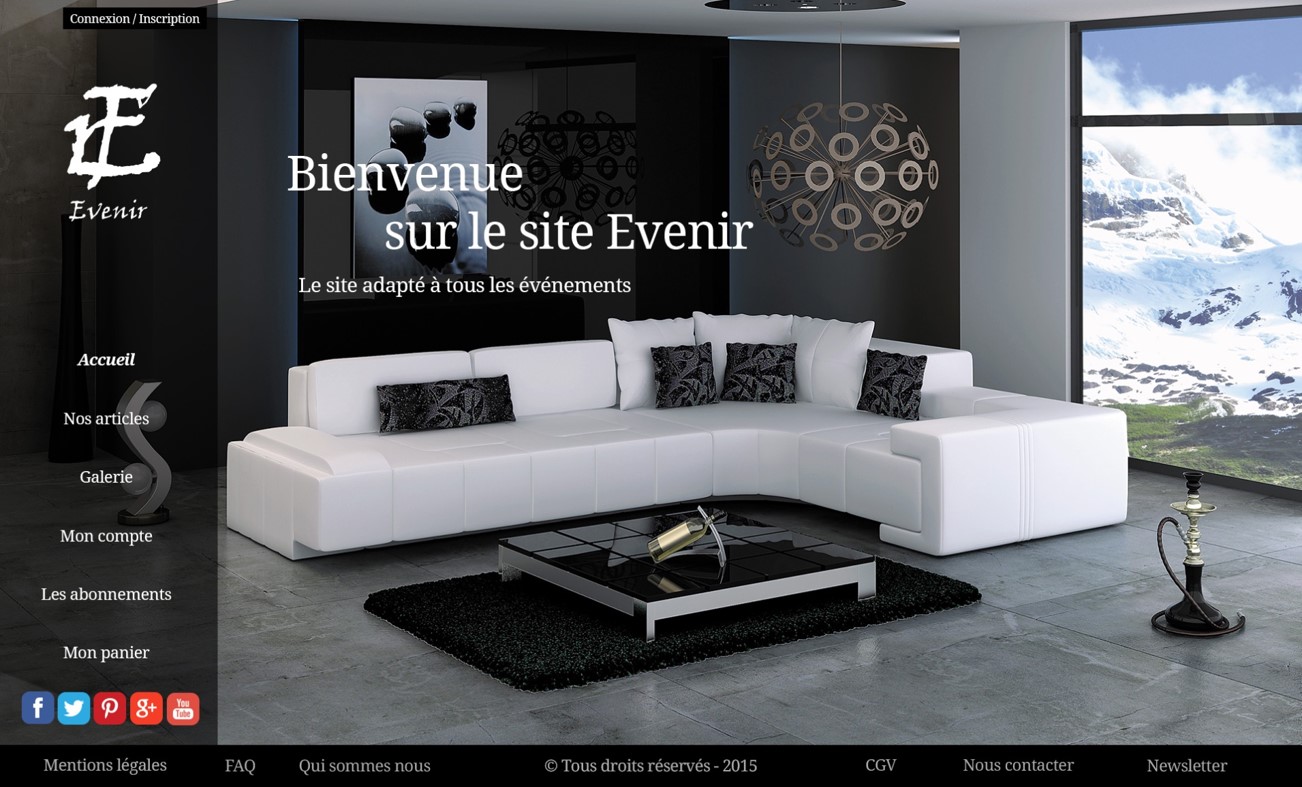 Connexion / Inscription
E
Evenir
Bienvenue
sur le site Evenir
Le site adapté à tous les événements
Accueil
Nos articles
Galerie
Mon compte
Les abonnements
Mon panier
f
g+
You
Tube
Mentions légales
FAQ
Qui sommes nous
© Tous droits réservés - 2015
CGV
Nous contacter
Newsletter